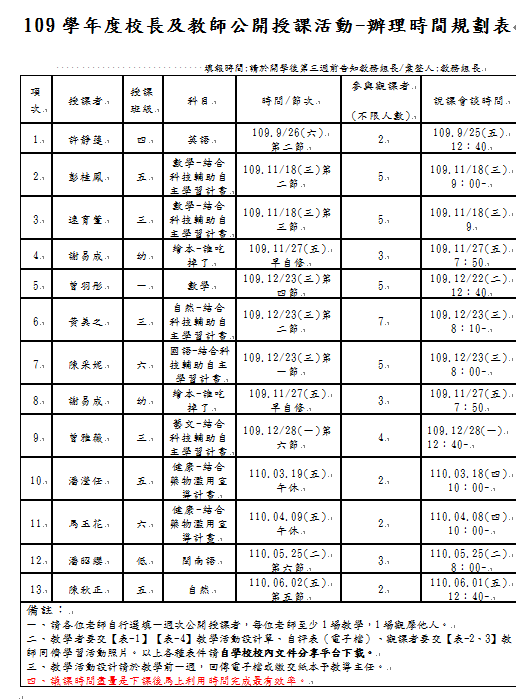 109 學年度校長及教師公開授課活動-辦理時間規劃表
填報時間:請於開學後第三週前告知教務組長/彙整人:教務組長
項次 授課者 授課班級 科目 時間/節次 參與觀課者(不限人數) 說課會談時間
1. 許靜 四 英語 109.9/26(六)第二節 2. 109.9/25(五)12:40
2. 彭桂鳳 五 數學-結合科技輔助自主學習計畫 109.11/18(三)第二節 5. 109.11/18(三)9:00-
3. 逯育萱 三 數學-結合科技輔助自主學習計畫 109.11/18(三)第三節 5. 109.11/18(三)9
4. 謝易成 幼 繪本-誰吃掉了 109.11/27(五)早自修 3. 109.11/27(五)7:50
5. 曾羽彤 一 數學 109.12/23(三)第四節 5. 109.12/22(二)12:40
6. 黃美之 三 自然-結合科技輔助自主學習計畫 109.12/23(三)第二節 7. 109.12/23(三)8:10-
7. 陳采妮 六 國語-結合科技輔助自主學習計畫 109.12/23(三)第一節 5. 109.12/23(三)8:00-
8. 謝易成 幼 繪本-誰吃掉了 109.11/27(五)早自修 3. 109.11/27(五)7:50
9. 曾雅薇 三 藝文-結合科技輔助自主學習計畫 109.12/28(一)第六節 4. 109.12/28(一)12:40-
10. 潘瀅任 五 健康-結合藥物濫用宣導計畫 110.03.19(五)午休 2. 110.03.18(四)10:00-
11. 馬玉花 六 健康-結合藥物濫用宣導計畫 110.04.09(五)午休 2. 110.04.08(四)10:00-
12. 潘昭纓 低 閩南語 110.05.25(二)第六節 3. 110.05.25(二)8:00-
13. 陳秋正 五 自然 110.06.02(五)第五節 2. 110.06.01(五)12:40-
備註:
一、請各位老師自行選填一週次公開授課者,每位老師至少1場教學,1場觀摩他人。
二、教學者要交【表-1】【表-4】教學活動設計單、自評表(電子檔)、觀課者要交【表-2、3】教
師同儕學習活動照片。以上各種表件請自學校校內文件分享平台下載。
三、教學活動設計請於教學前一週,回傳電子檔或繳交紙本予教導主任。
四、議課時間盡量是下課後馬上利用時間完成最有效率。